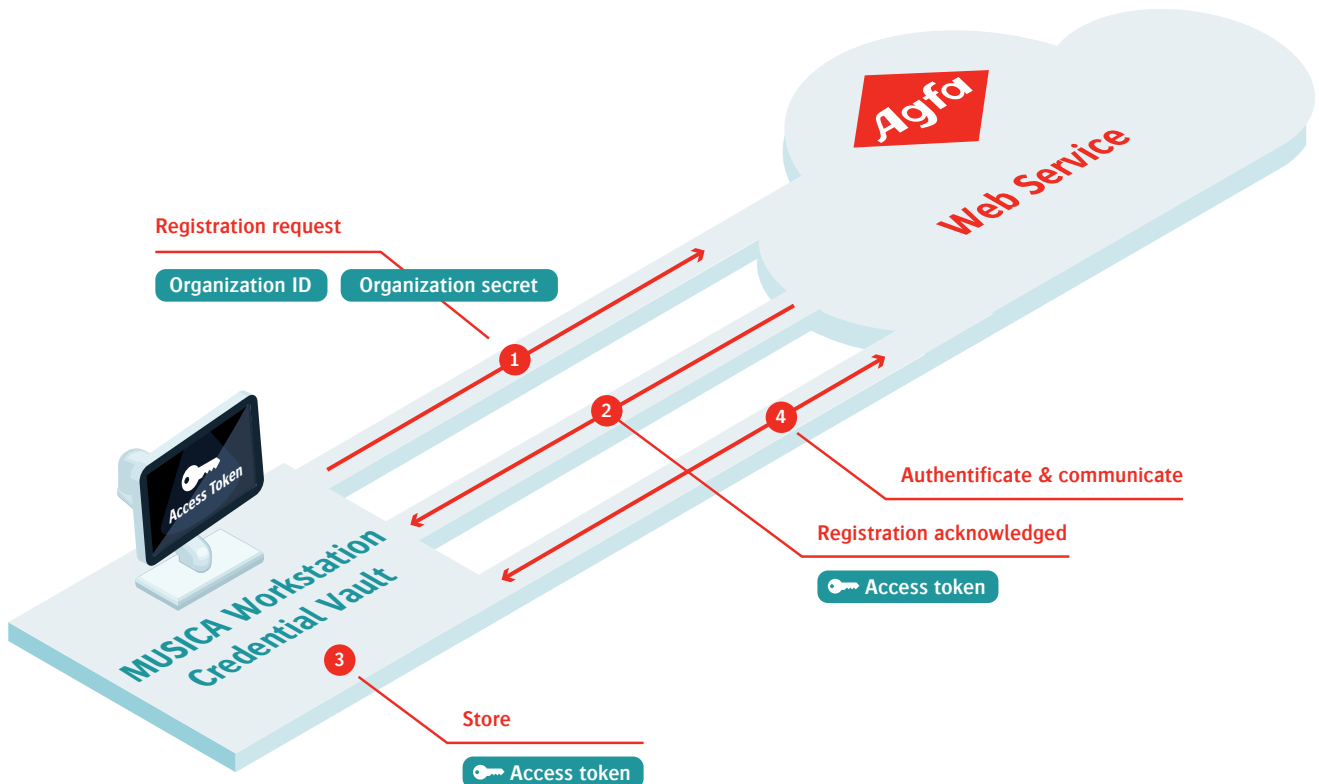 Agfa
Web Service
Registration request
Organization ID
Organization secret
1
2
4
Access Token
Authentificate & communicate
Registration acknowledged
Access token
MUSICA Workstation
Credential Vault
3
Store
Access token